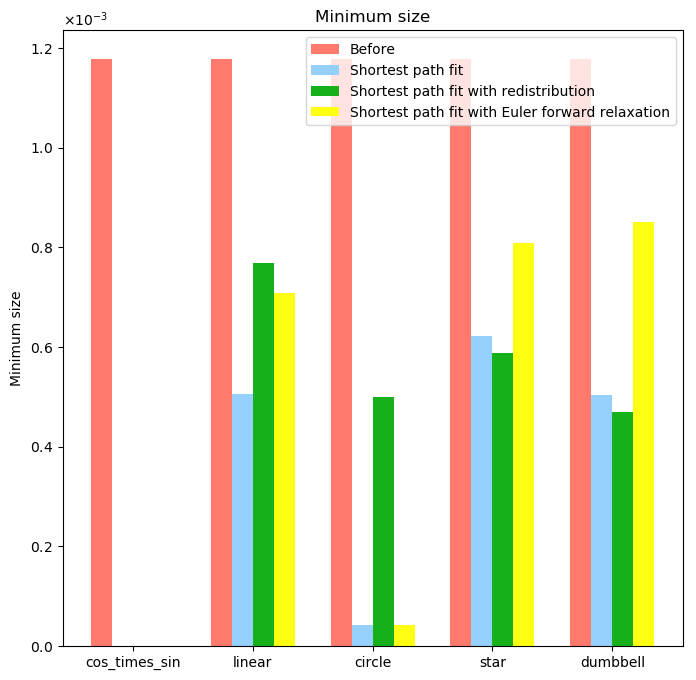 Minimum size
×10⁻³
Before
Shortest path fit
Shortest path fit with redistribution
Shortest path fit with Euler forward relaxation
1.2
1.0
0.8
0.6
0.4
0.2
0.0
Minimum size
cos_times_sin linear circle star dumbbell